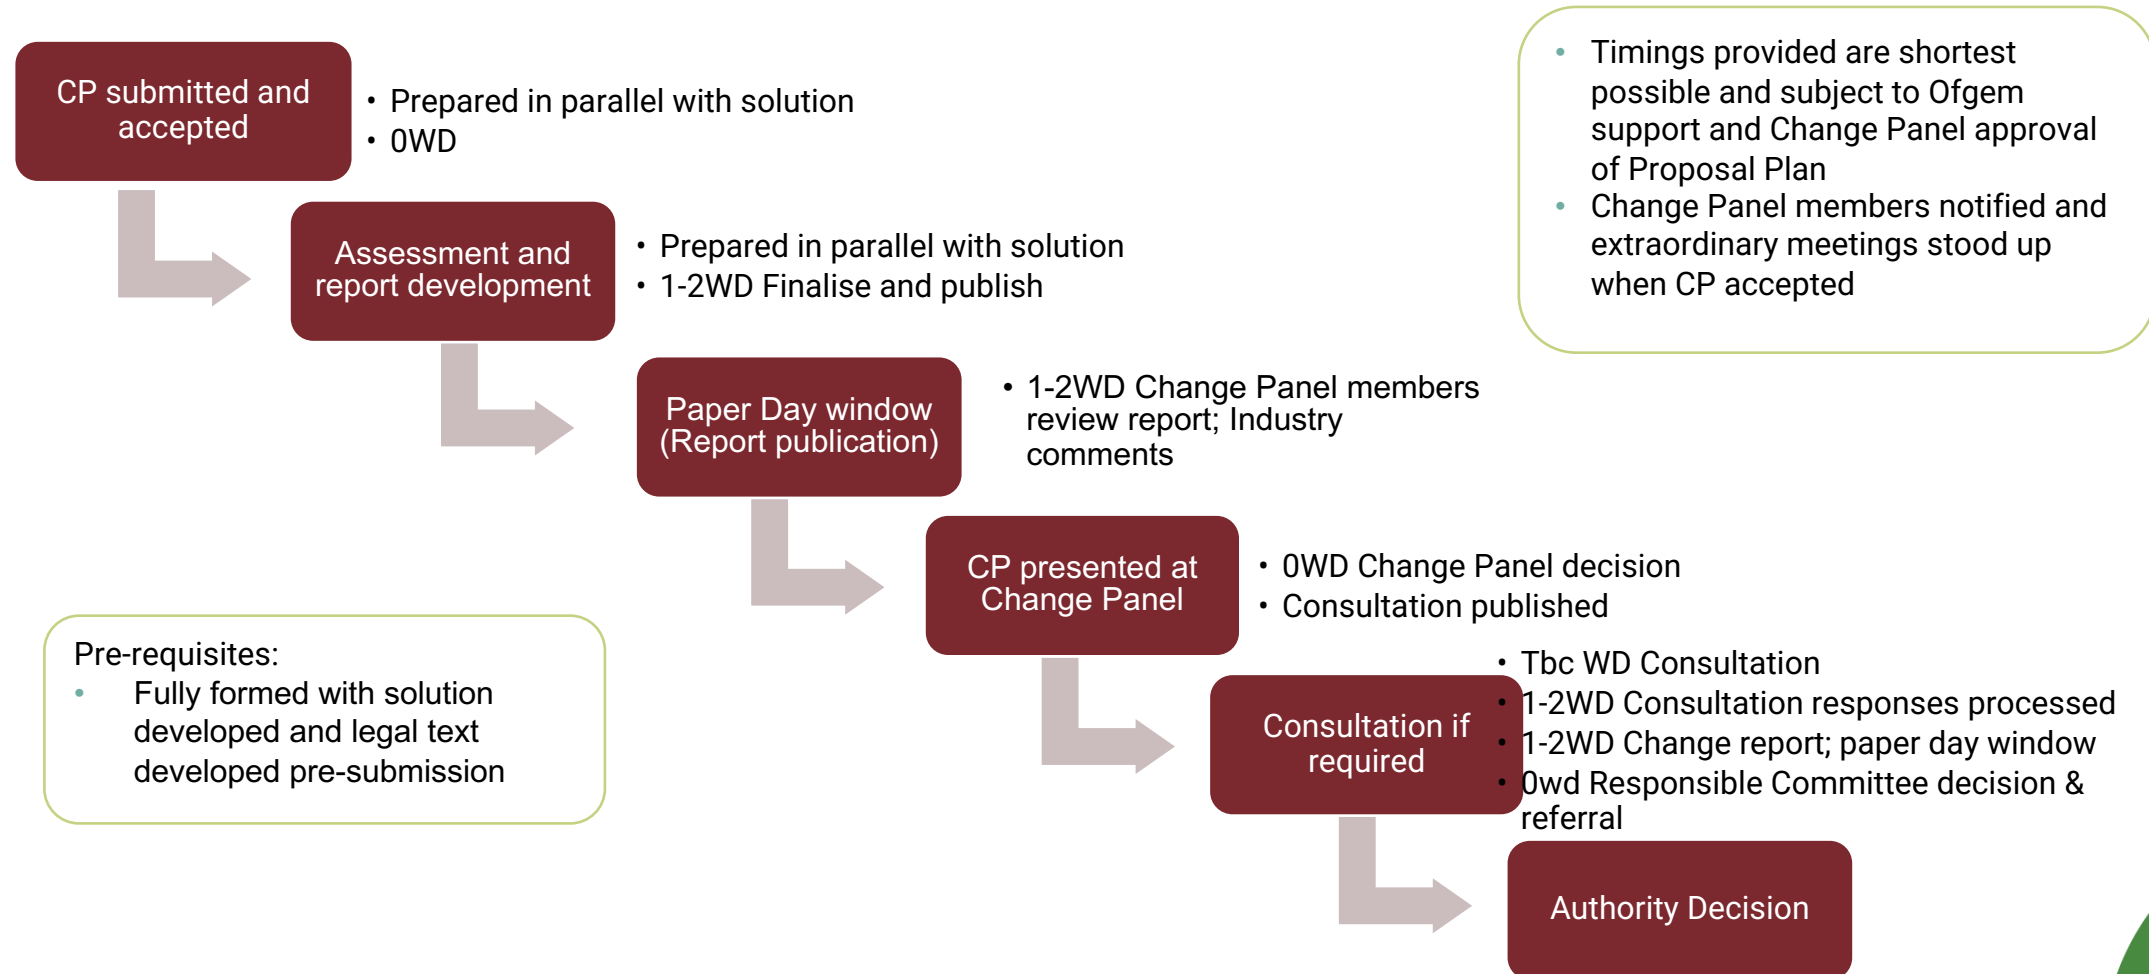 CP submitted and
accepted
• Prepared in parallel with solution
• 0WD
• Timings provided are shortest
possible and subject to Ofgem
support and Change Panel approval
of Proposal Plan
• Change Panel members notified and
extraordinary meetings stood up
when CP accepted
Assessment and
report development
• Prepared in parallel with solution
• 1-2WD Finalise and publish
Paper Day window
(Report publication)
• 1-2WD Change Panel members
review report; Industry
comments
CP presented at
Change Panel
• 0WD Change Panel decision
• Consultation published
Pre-requisites:
• Fully formed with solution
developed and legal text
developed pre-submission
Consultation if
required
• Tbc WD Consultation
• 1-2WD Consultation responses processed
• 1-2WD Change report; paper day window
• 0wd Responsible Committee decision &
referral
Authority Decision